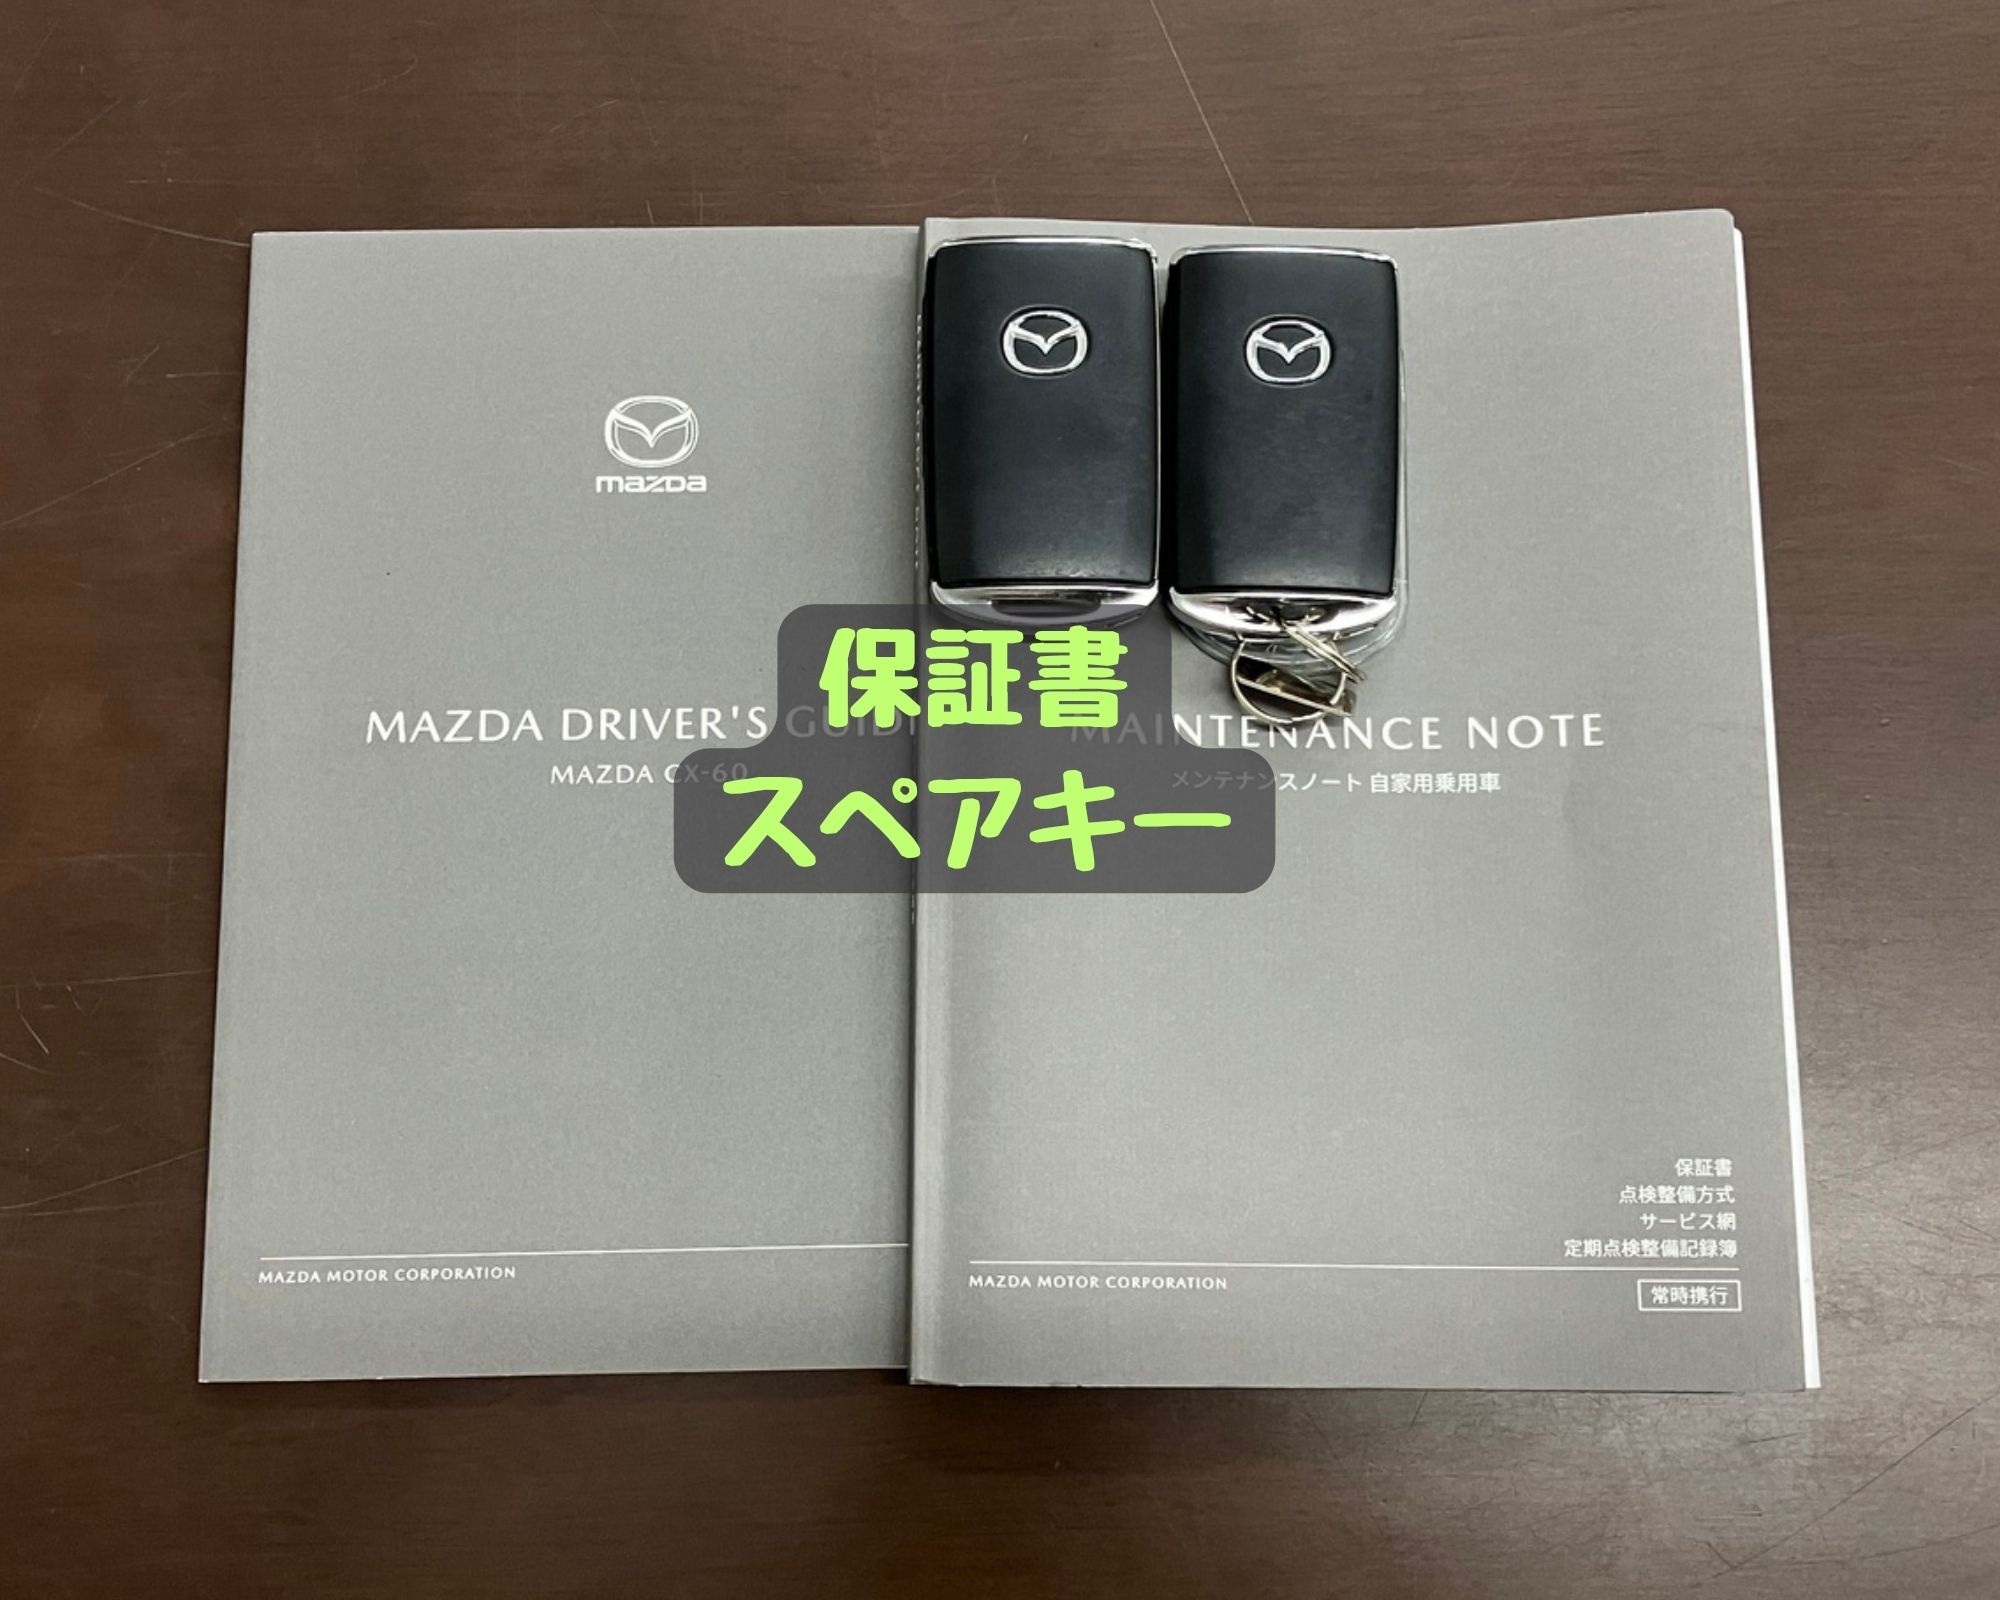 mazda
MAZDA DRIVER'S GUIDE
MAZDA CX-60
MAZDA MOTOR CORPORATION
保証書
スペアキー
MAINTENANCE NOTE
メンテナンスノート 自家用乗用車
保証書
点検整備方式
サービス網
定期点検整備記録簿
MAZDA MOTOR CORPORATION
常時携行